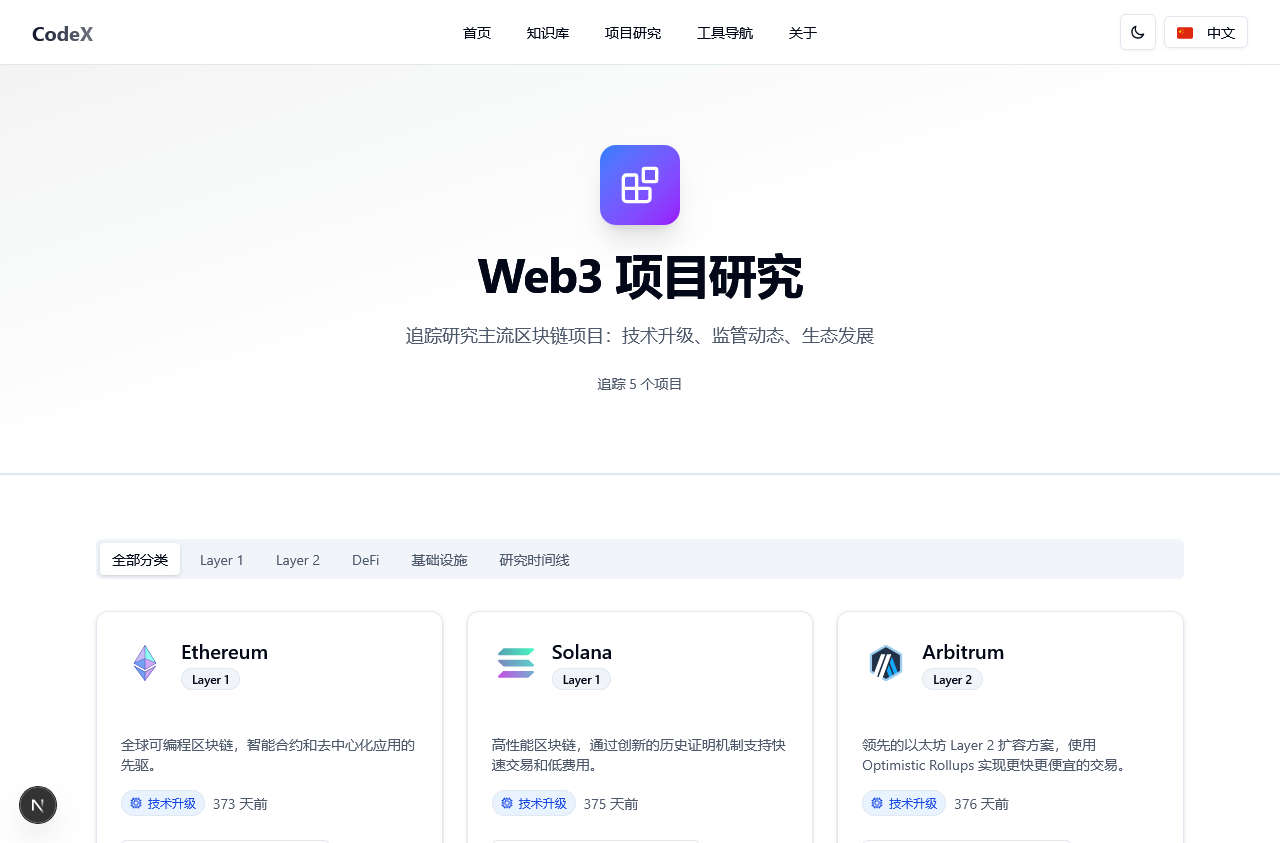 CodeX
首页 知识库 项目研究 工具导航 关于
中文
Web3 项目研究
追踪研究主流区块链项目：技术升级、监管动态、生态发展
追踪 5 个项目
全部分类 Layer 1 Layer 2 DeFi 基础设施 研究时间线
Ethereum
Layer 1
全球可编程区块链，智能合约和去中心化应用的
先驱。
技术升级 373 天前
Solana
Layer 1
高性能区块链，通过创新的历史证明机制支持快
速交易和低费用。
技术升级 375 天前
Arbitrum
Layer 2
领先的以太坊 Layer 2 扩容方案，使用
Optimistic Rollups 实现更快更便宜的交易。
技术升级 376 天前
N